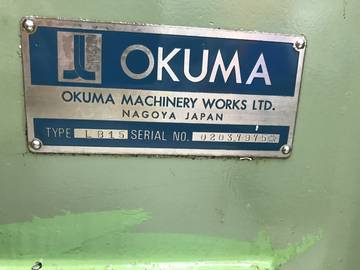 OKUMA
OKUMA MACHINERY WORKS LTD.
NAGOYA JAPAN
TYPE LB15 SERIAL NO.